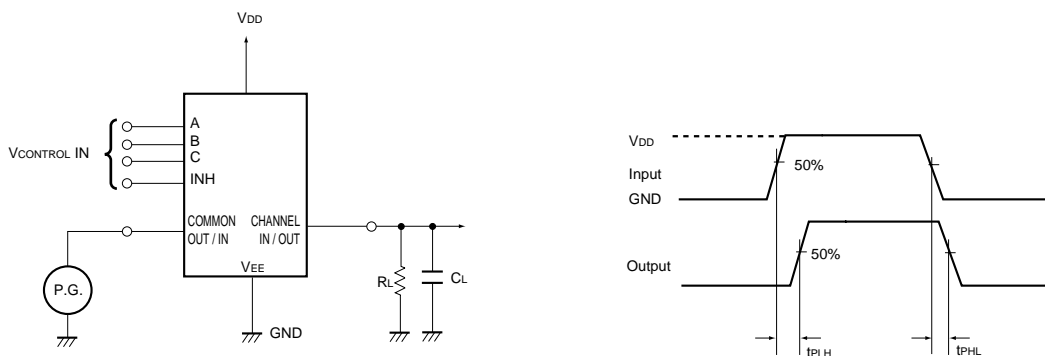 VDD
A
B
C
INH
VCONTROL IN
COMMON
OUT / IN
CHANNEL
IN / OUT
VEE
P.G.
GND
RL
CL
VDD
Input
50%
GND
Output
50%
tPLH
tPHL